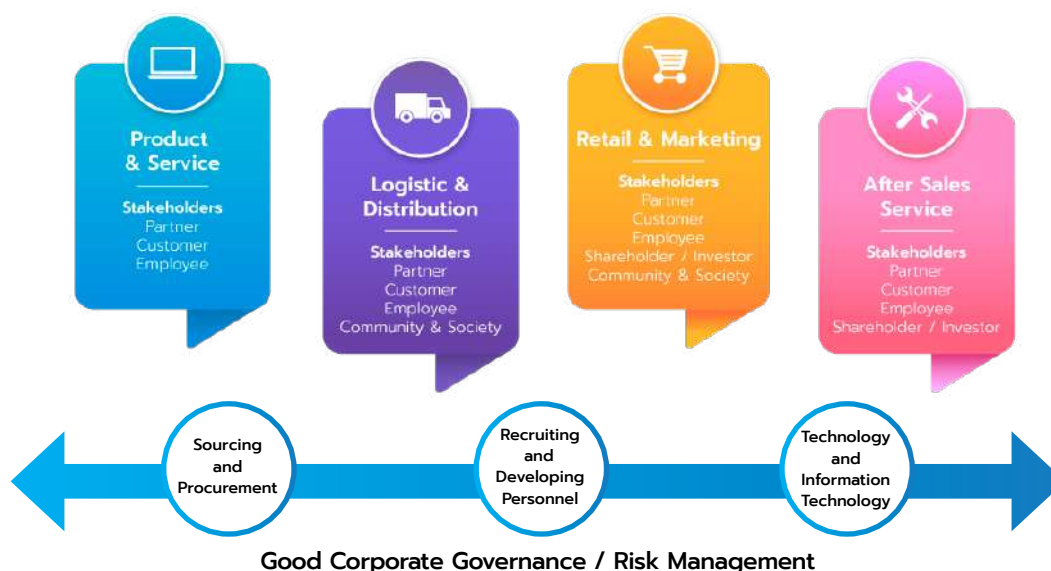 Product
& Service
Stakeholders
Partner
Customer
Employee
Logistic &
Distribution
Stakeholders
Partner
Customer
Employee
Community & Society
Retail & Marketing
Stakeholders
Partner
Customer
Employee
Shareholder / Investor
Community & Society
After Sales
Service
Stakeholders
Partner
Customer
Employee
Shareholder / Investor
Sourcing
and
Procurement
Recruiting
and
Developing
Personnel
Technology
and
Information
Technology
Good Corporate Governance / Risk Management